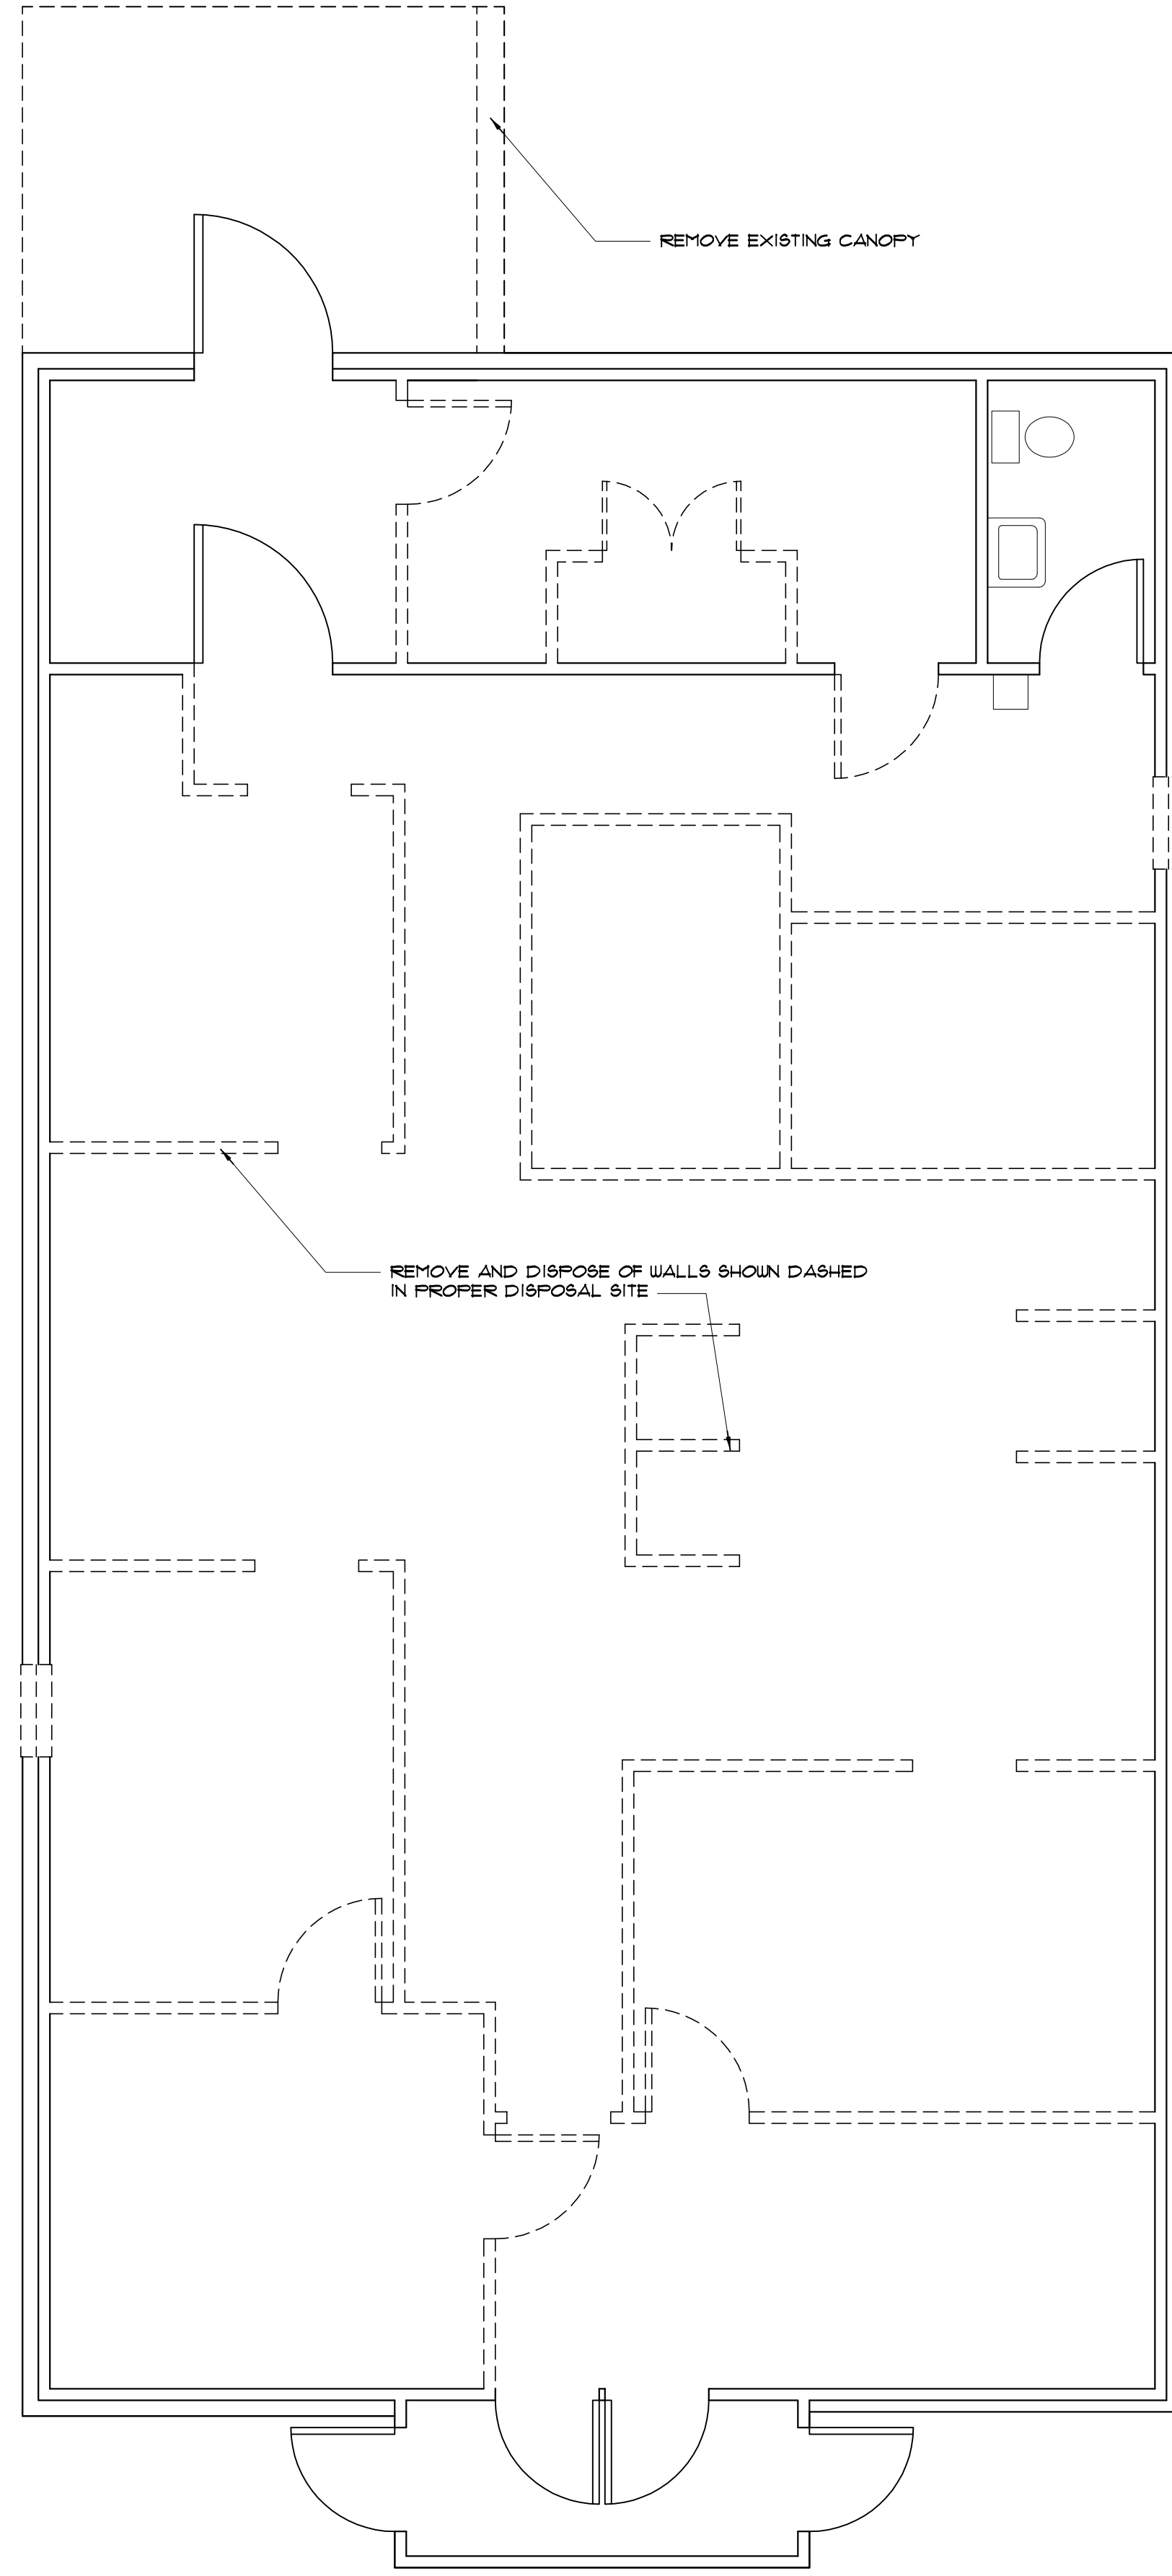 REMOVE EXISTING CANOPY
REMOVE AND DISPOSE OF WALLS SHOWN DASHED
IN PROPER DISPOSAL SITE